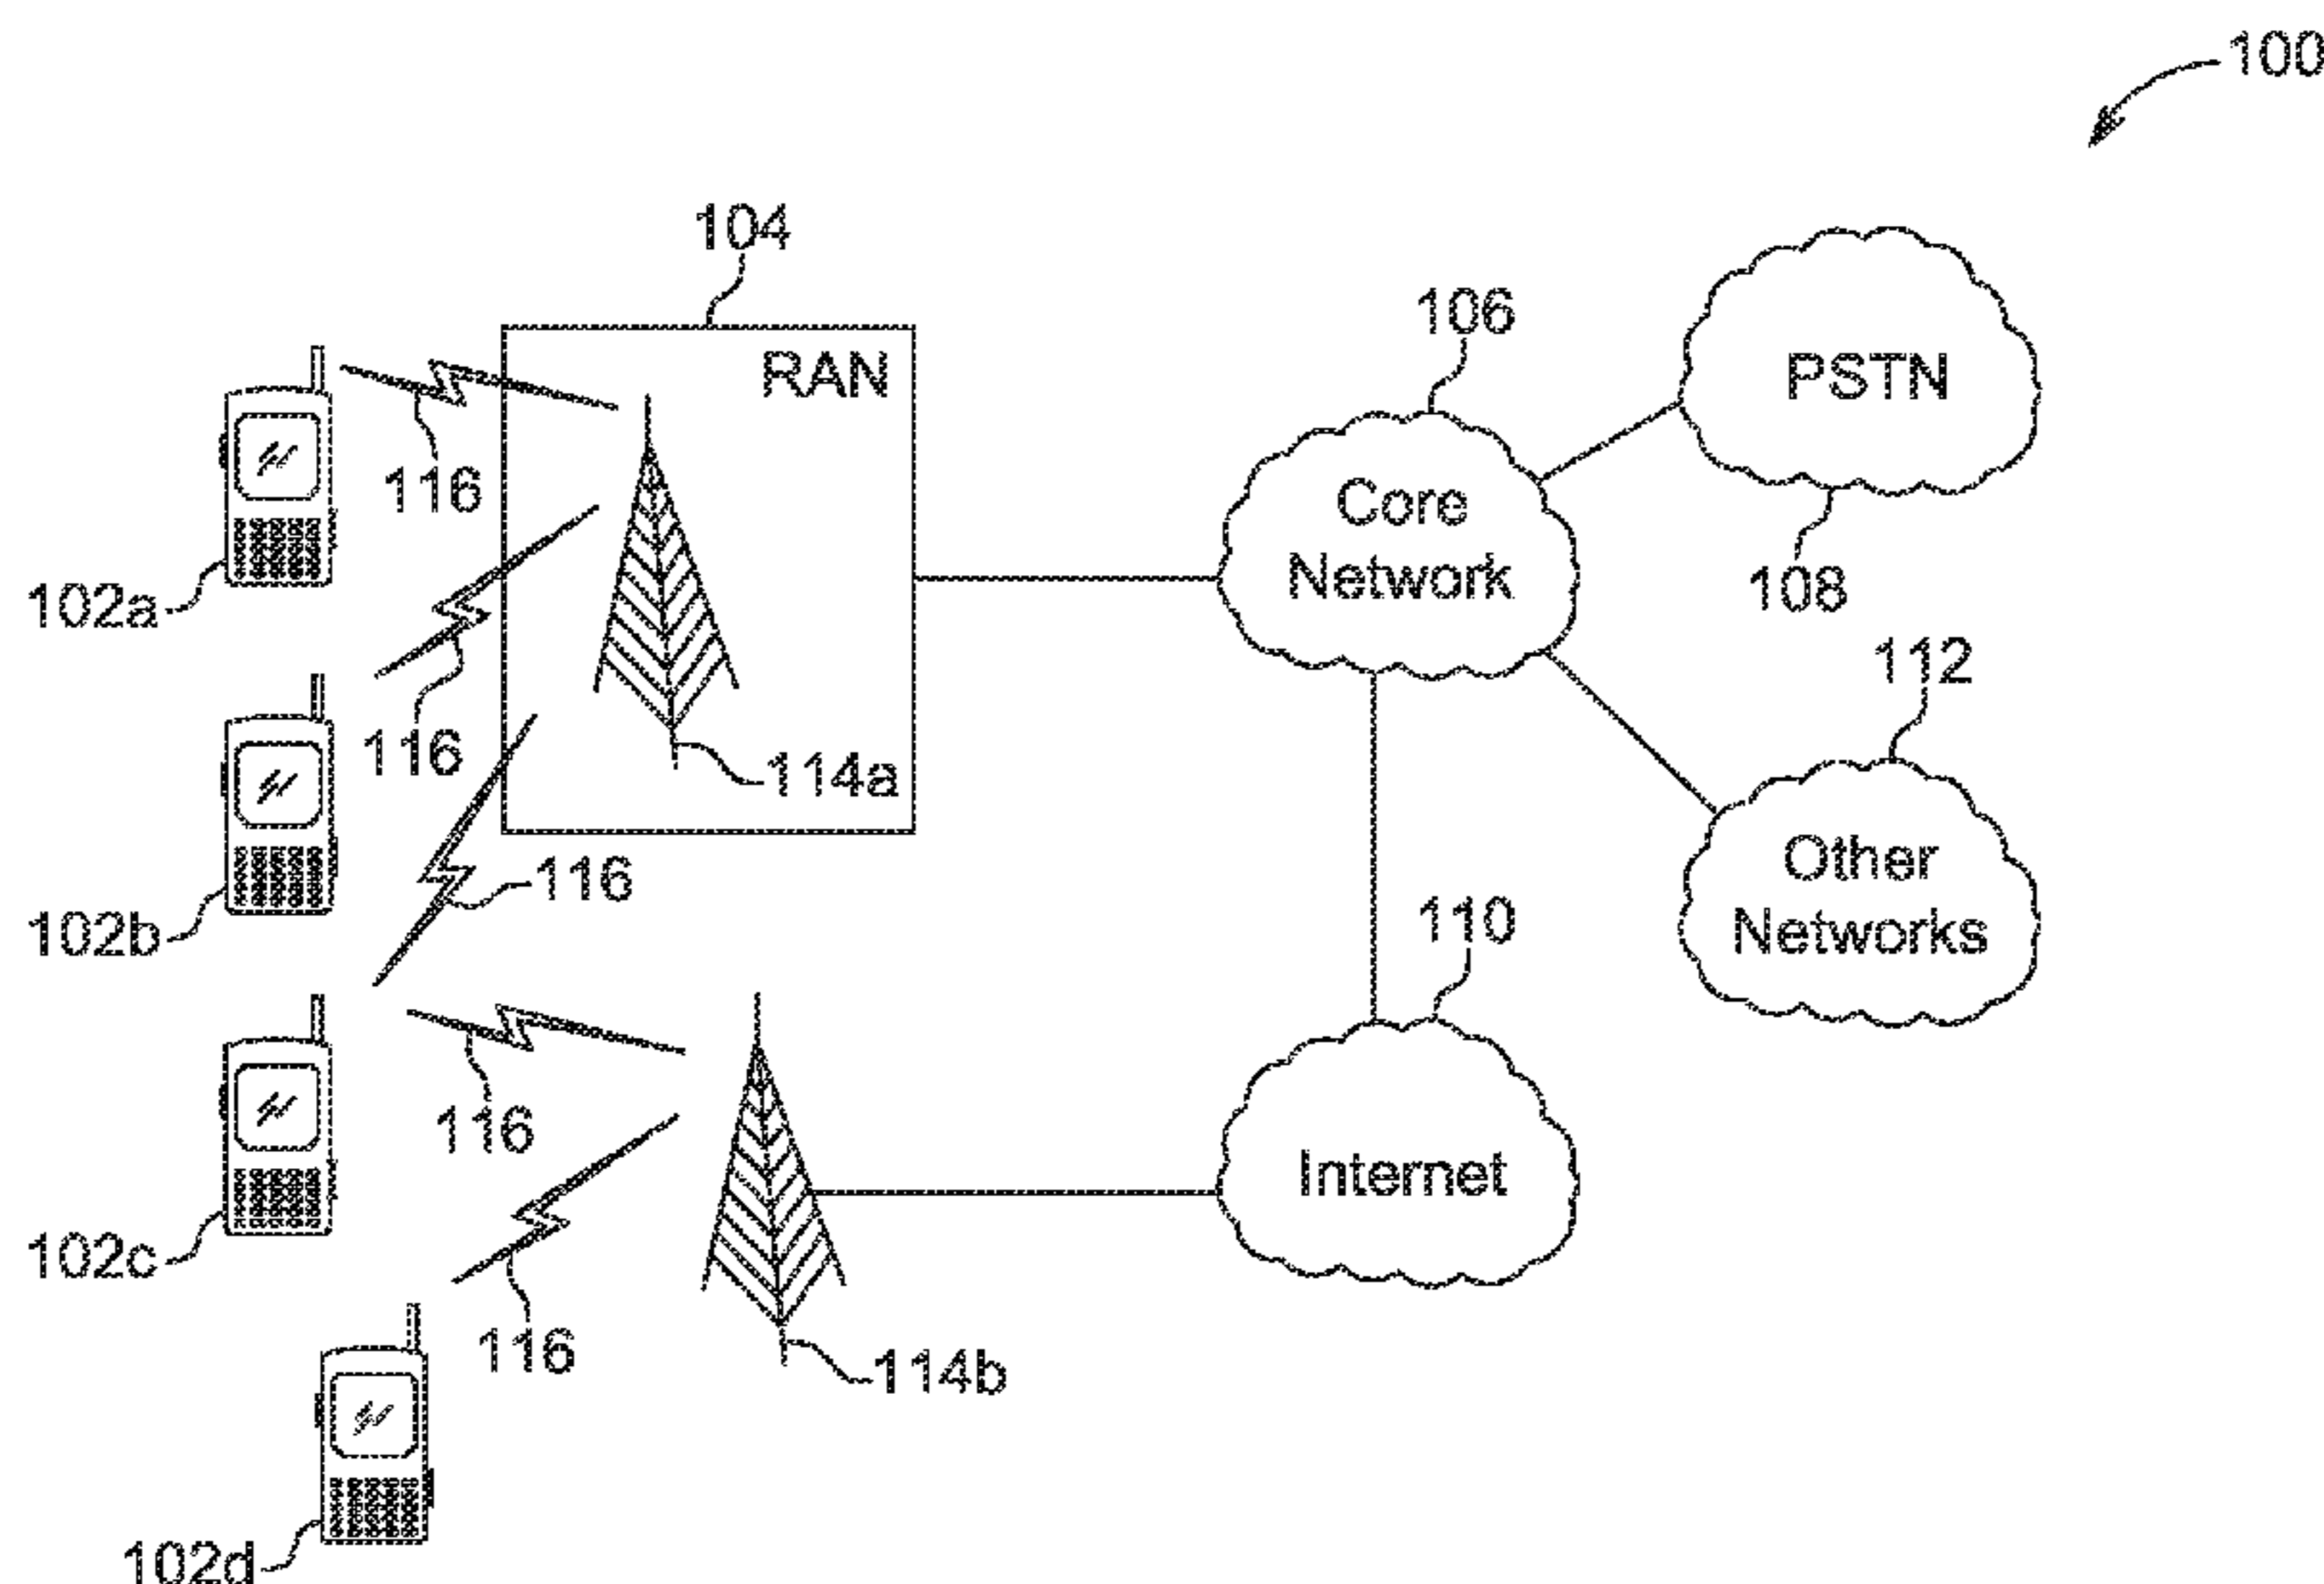 100
104
RAN
106
PSTN
116
Core
Network
102a
108
112
116
114a
Other
Networks
116
102b
110
116
Internet
102c
116
114b
102d